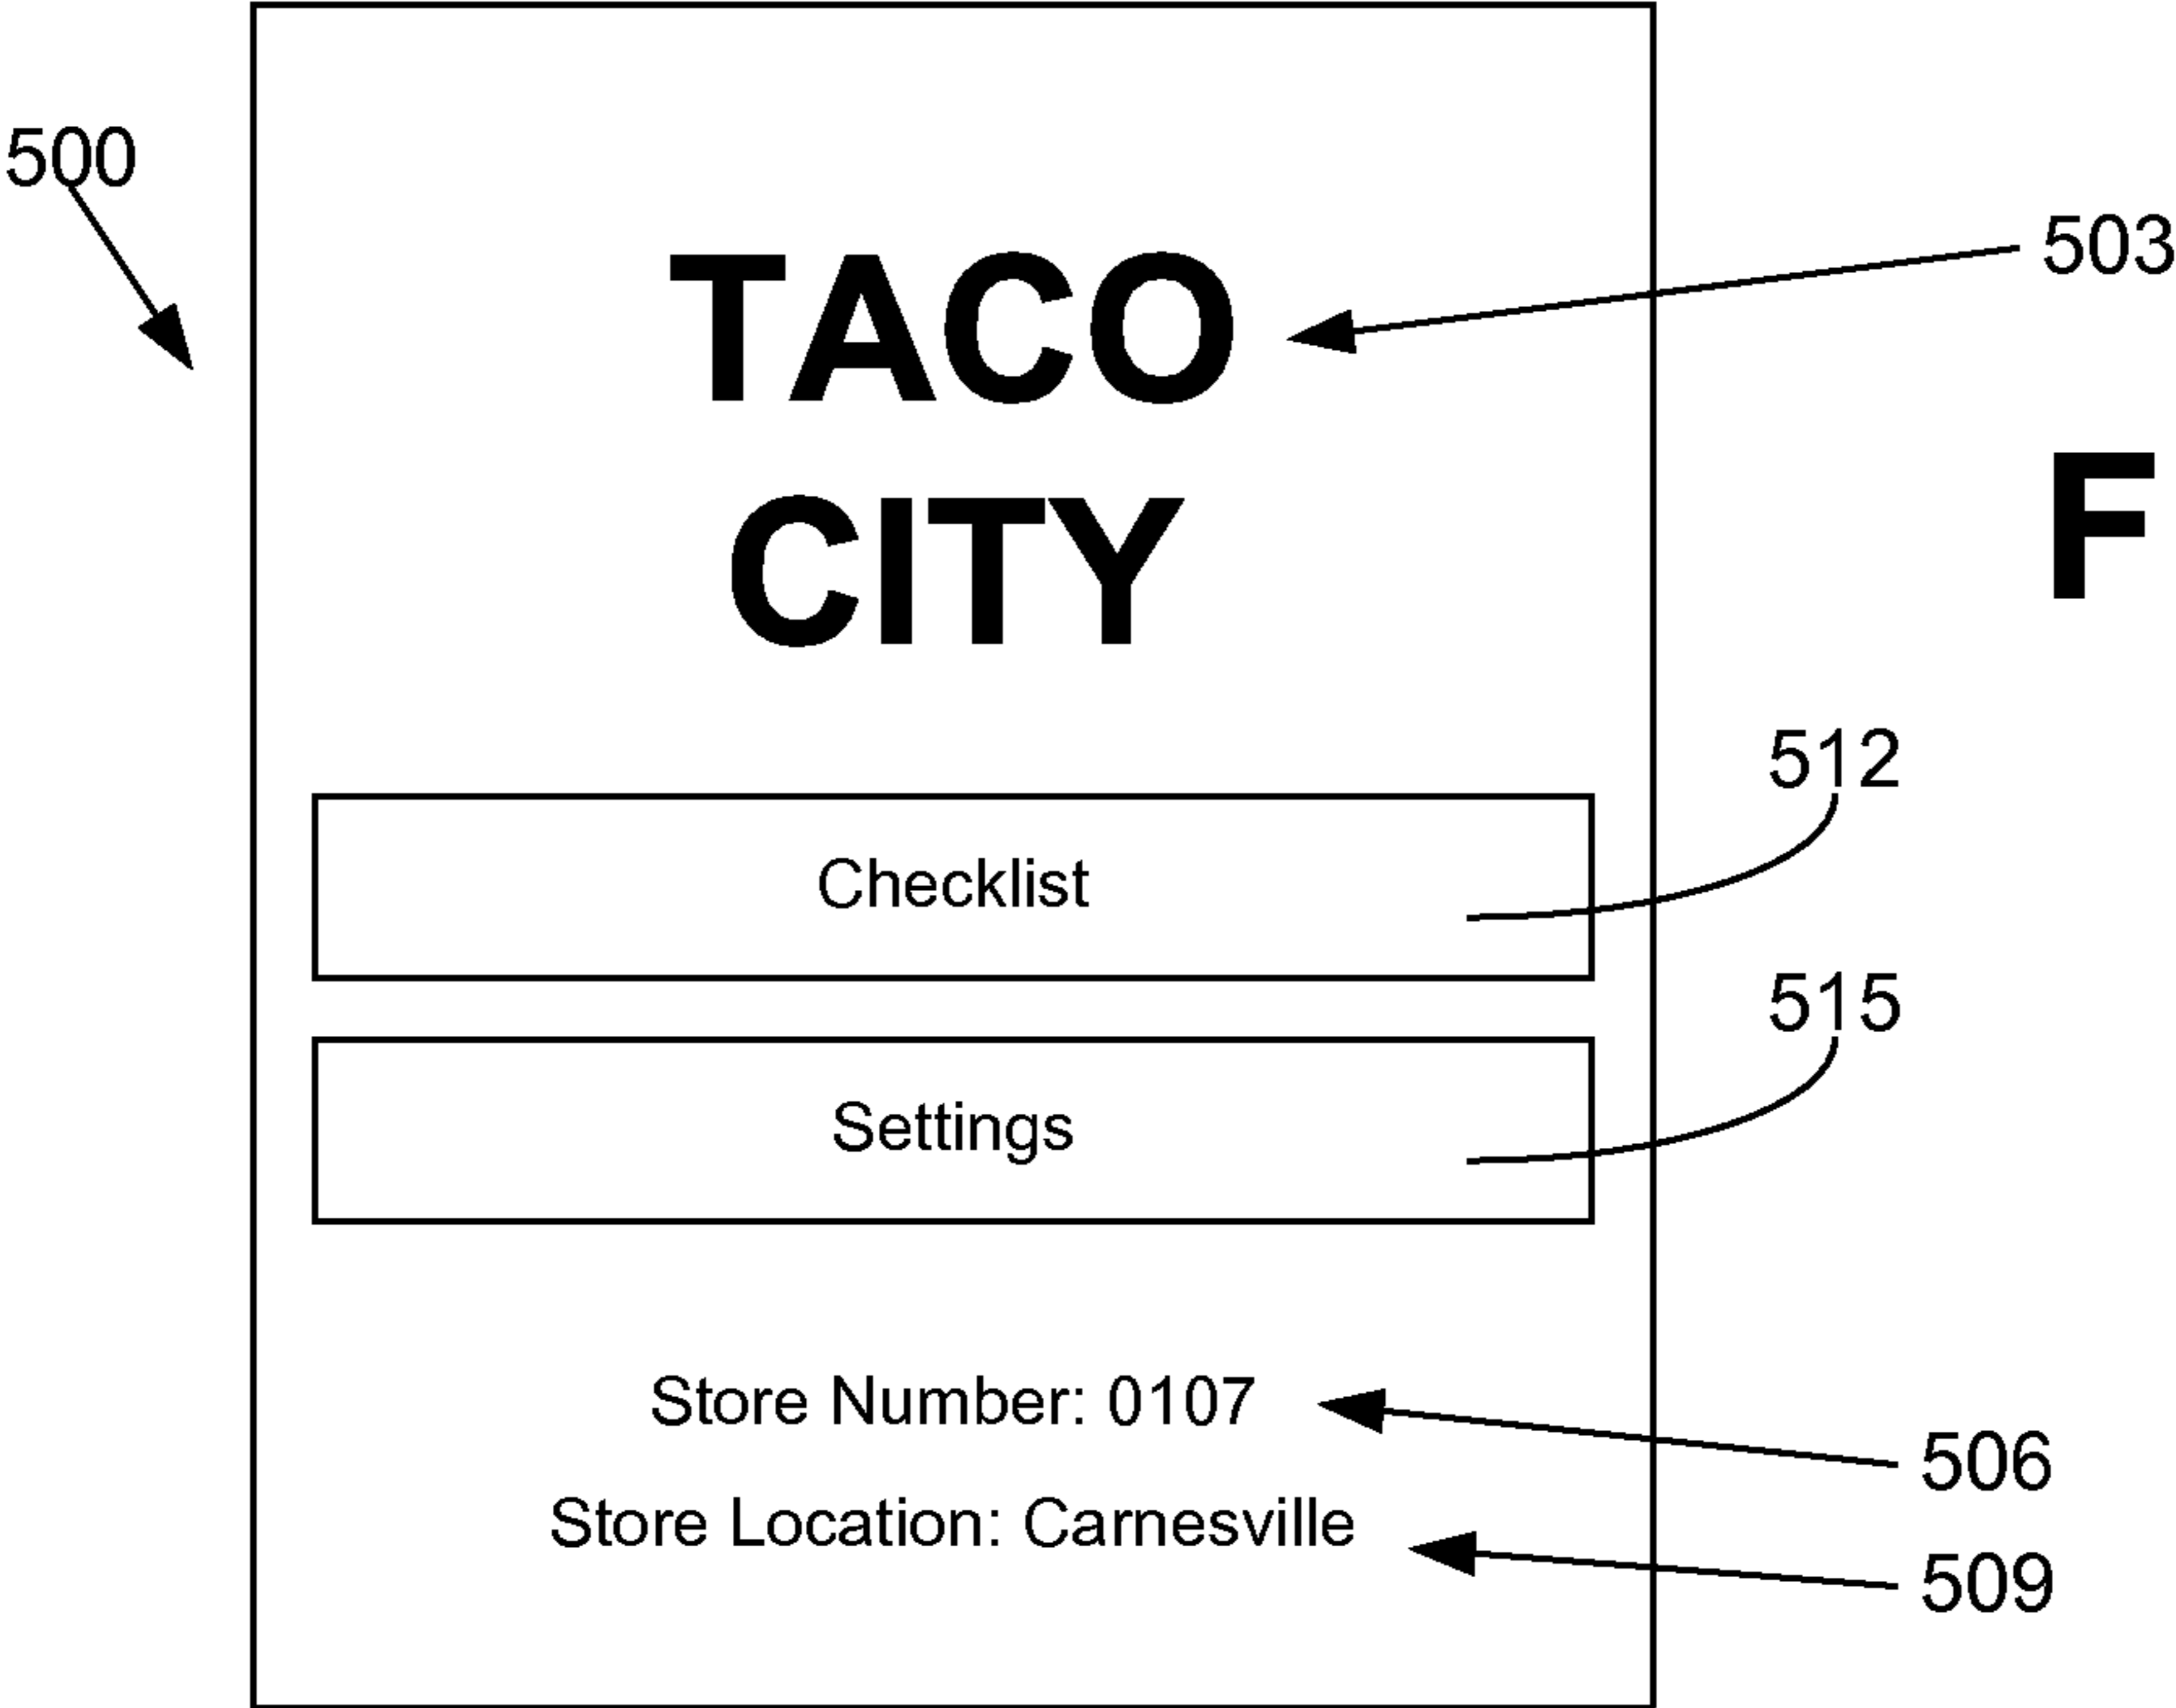 500
503
TACO
CITY
F
512
Checklist
515
Settings
Store Number: 0107
506
Store Location: Carnesville
509